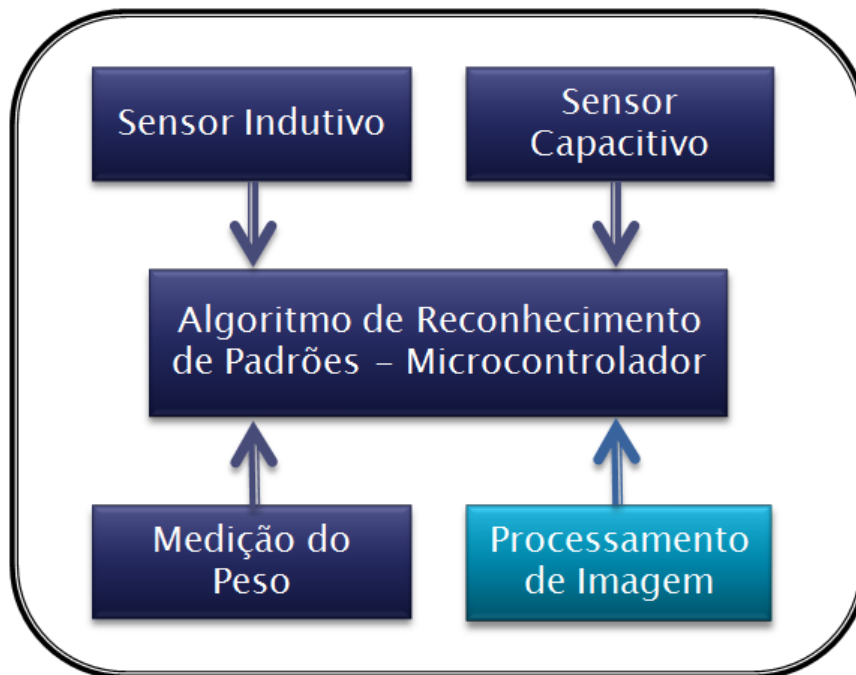 Sensor Indutivo
Sensor
Capacitivo
Algoritmo de Reconhecimento
de Padrões – Microcontrolador
Medição do
Peso
Processamento
de Imagem